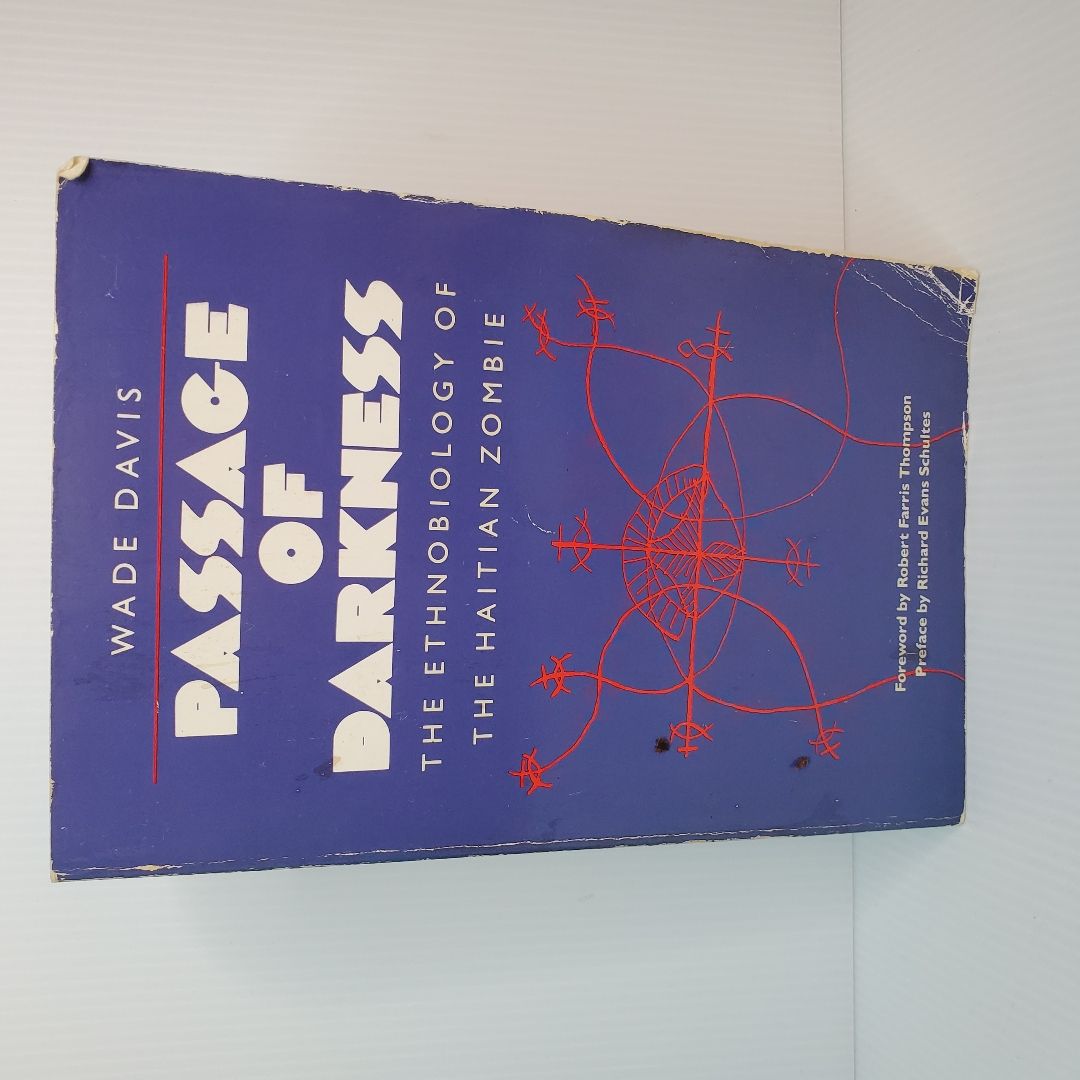 WADE DAVIS
PASSAGE
OF
DARKNESS
THE ETHNOBIOLOGY OF
THE HAITIAN ZOMBIE
Foreword by Robert Farris Thompson
Preface by Richard Evans Schultes